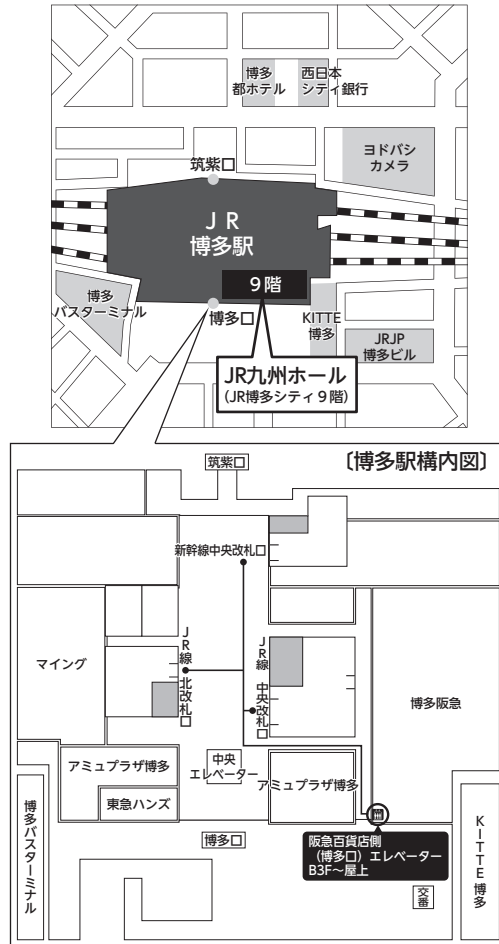 博多
都ホテル
西日本
シティ銀行
ヨドバシ
カメラ
筑紫口
JR
博多駅
9階
博多
バスターミナル
博多口
KITTE
博多
JRJP
博多ビル
JR九州ホール
(JR博多シティ9階)
〔博多駅構内図〕
筑紫口
新幹線中央改札口
JR線
北改札口
JR線
中央改札口
マイング
博多阪急
アミュプラザ博多
中央
エレベーター
アミュプラザ博多
東急ハンズ
博多バスターミナル
博多口
阪急百貨店側
(博多口)エレベーター
B3F〜屋上
交番
KITTE 博多